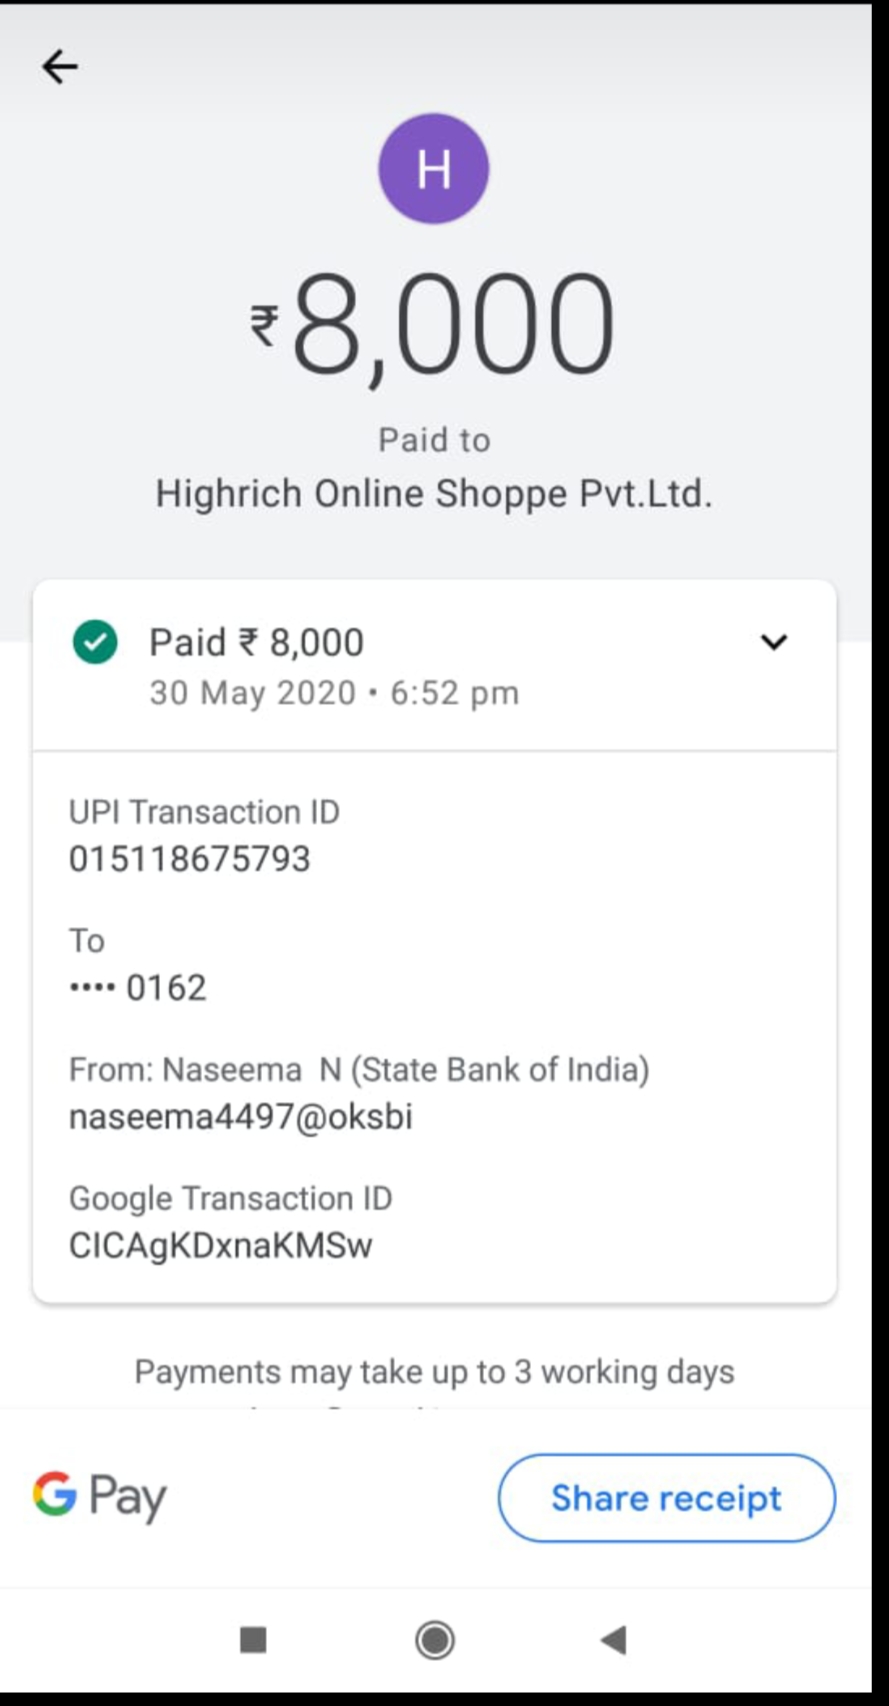 H
₹8,000
Paid to
Highrich Online Shoppe Pvt.Ltd.
Paid ₹ 8,000
30 May 2020 • 6:52 pm
UPI Transaction ID
015118675793
To
•••• 0162
From: Naseema  N (State Bank of India)
naseema4497@oksbi
Google Transaction ID
CICAgKDxnaKMSw
Payments may take up to 3 working days
G Pay
Share receipt